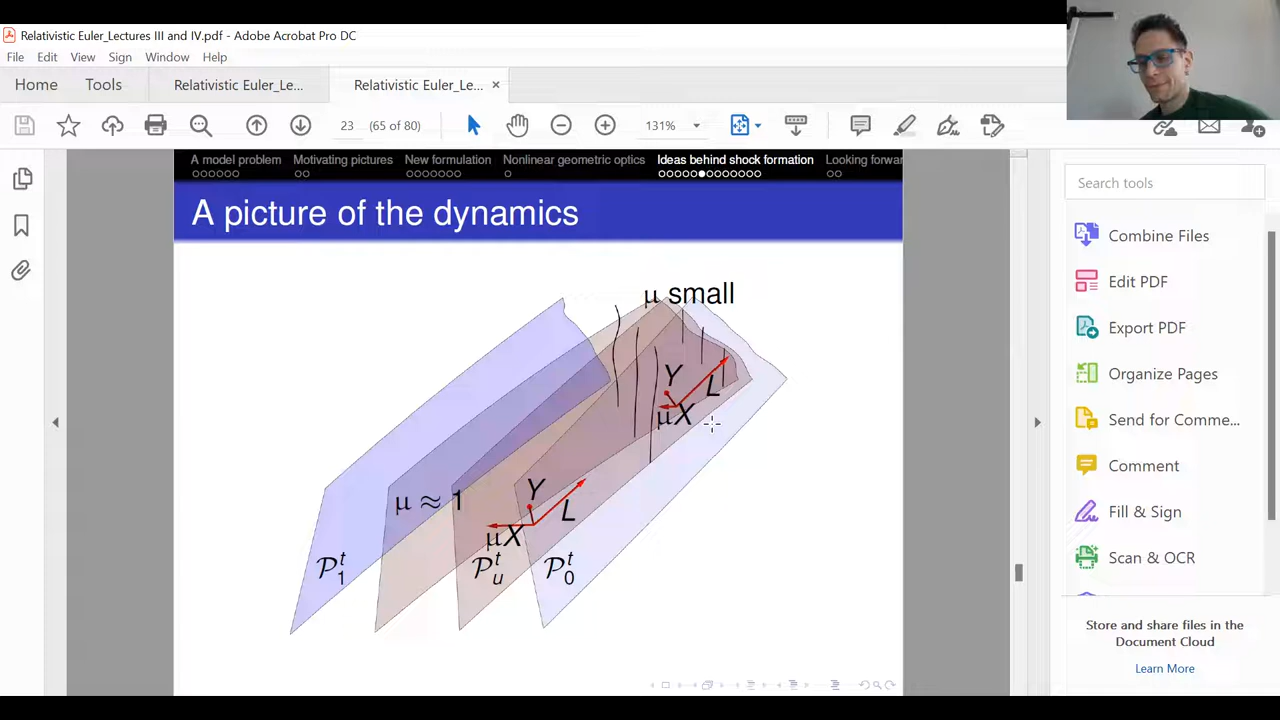 Relativistic Euler_Lectures III and IV.pdf - Adobe Acrobat Pro DC
File Edit View Sign Window Help
Home Tools Relativistic Euler_Le... Relativistic Euler_Le... ×
23 (65 of 80) 131%
A model problem Motivating pictures New formulation Nonlinear geometric optics Ideas behind shock formation Looking forwar
A picture of the dynamics
μ small
Y
L
μX
μ ≈ 1
Y
L
μX
𝒫₁ᵗ 𝒫ᵤᵗ 𝒫₀ᵗ
Search tools
Combine Files
Edit PDF
Export PDF
Organize Pages
Send for Comme...
Comment
Fill & Sign
Scan & OCR
Store and share files in the
Document Cloud
Learn More